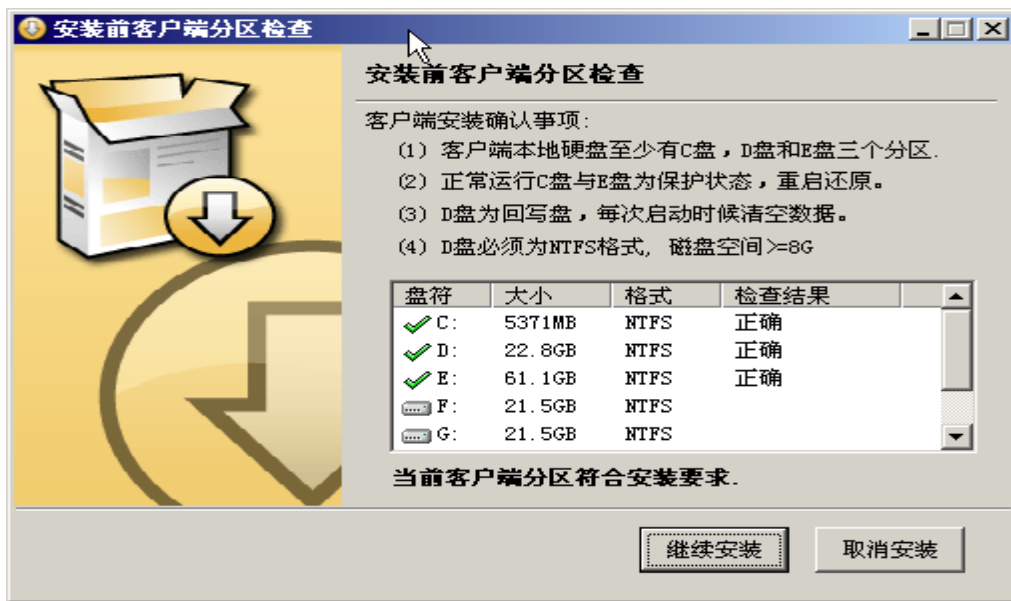 安装前客户端分区检查
安装前客户端分区检查
客户端安装确认事项:
(1) 客户端本地硬盘至少有C盘，D盘和E盘三个分区.
(2) 正常运行C盘与E盘为保护状态，重启还原。
(3) D盘为回写盘，每次启动时候清空数据。
(4) D盘必须为NTFS格式, 磁盘空间>=8G
盘符 大小 格式 检查结果
C: 5371MB NTFS 正确
D: 22.8GB NTFS 正确
E: 61.1GB NTFS 正确
F: 21.5GB NTFS
G: 21.5GB NTFS
当前客户端分区符合安装要求.
继续安装 取消安装